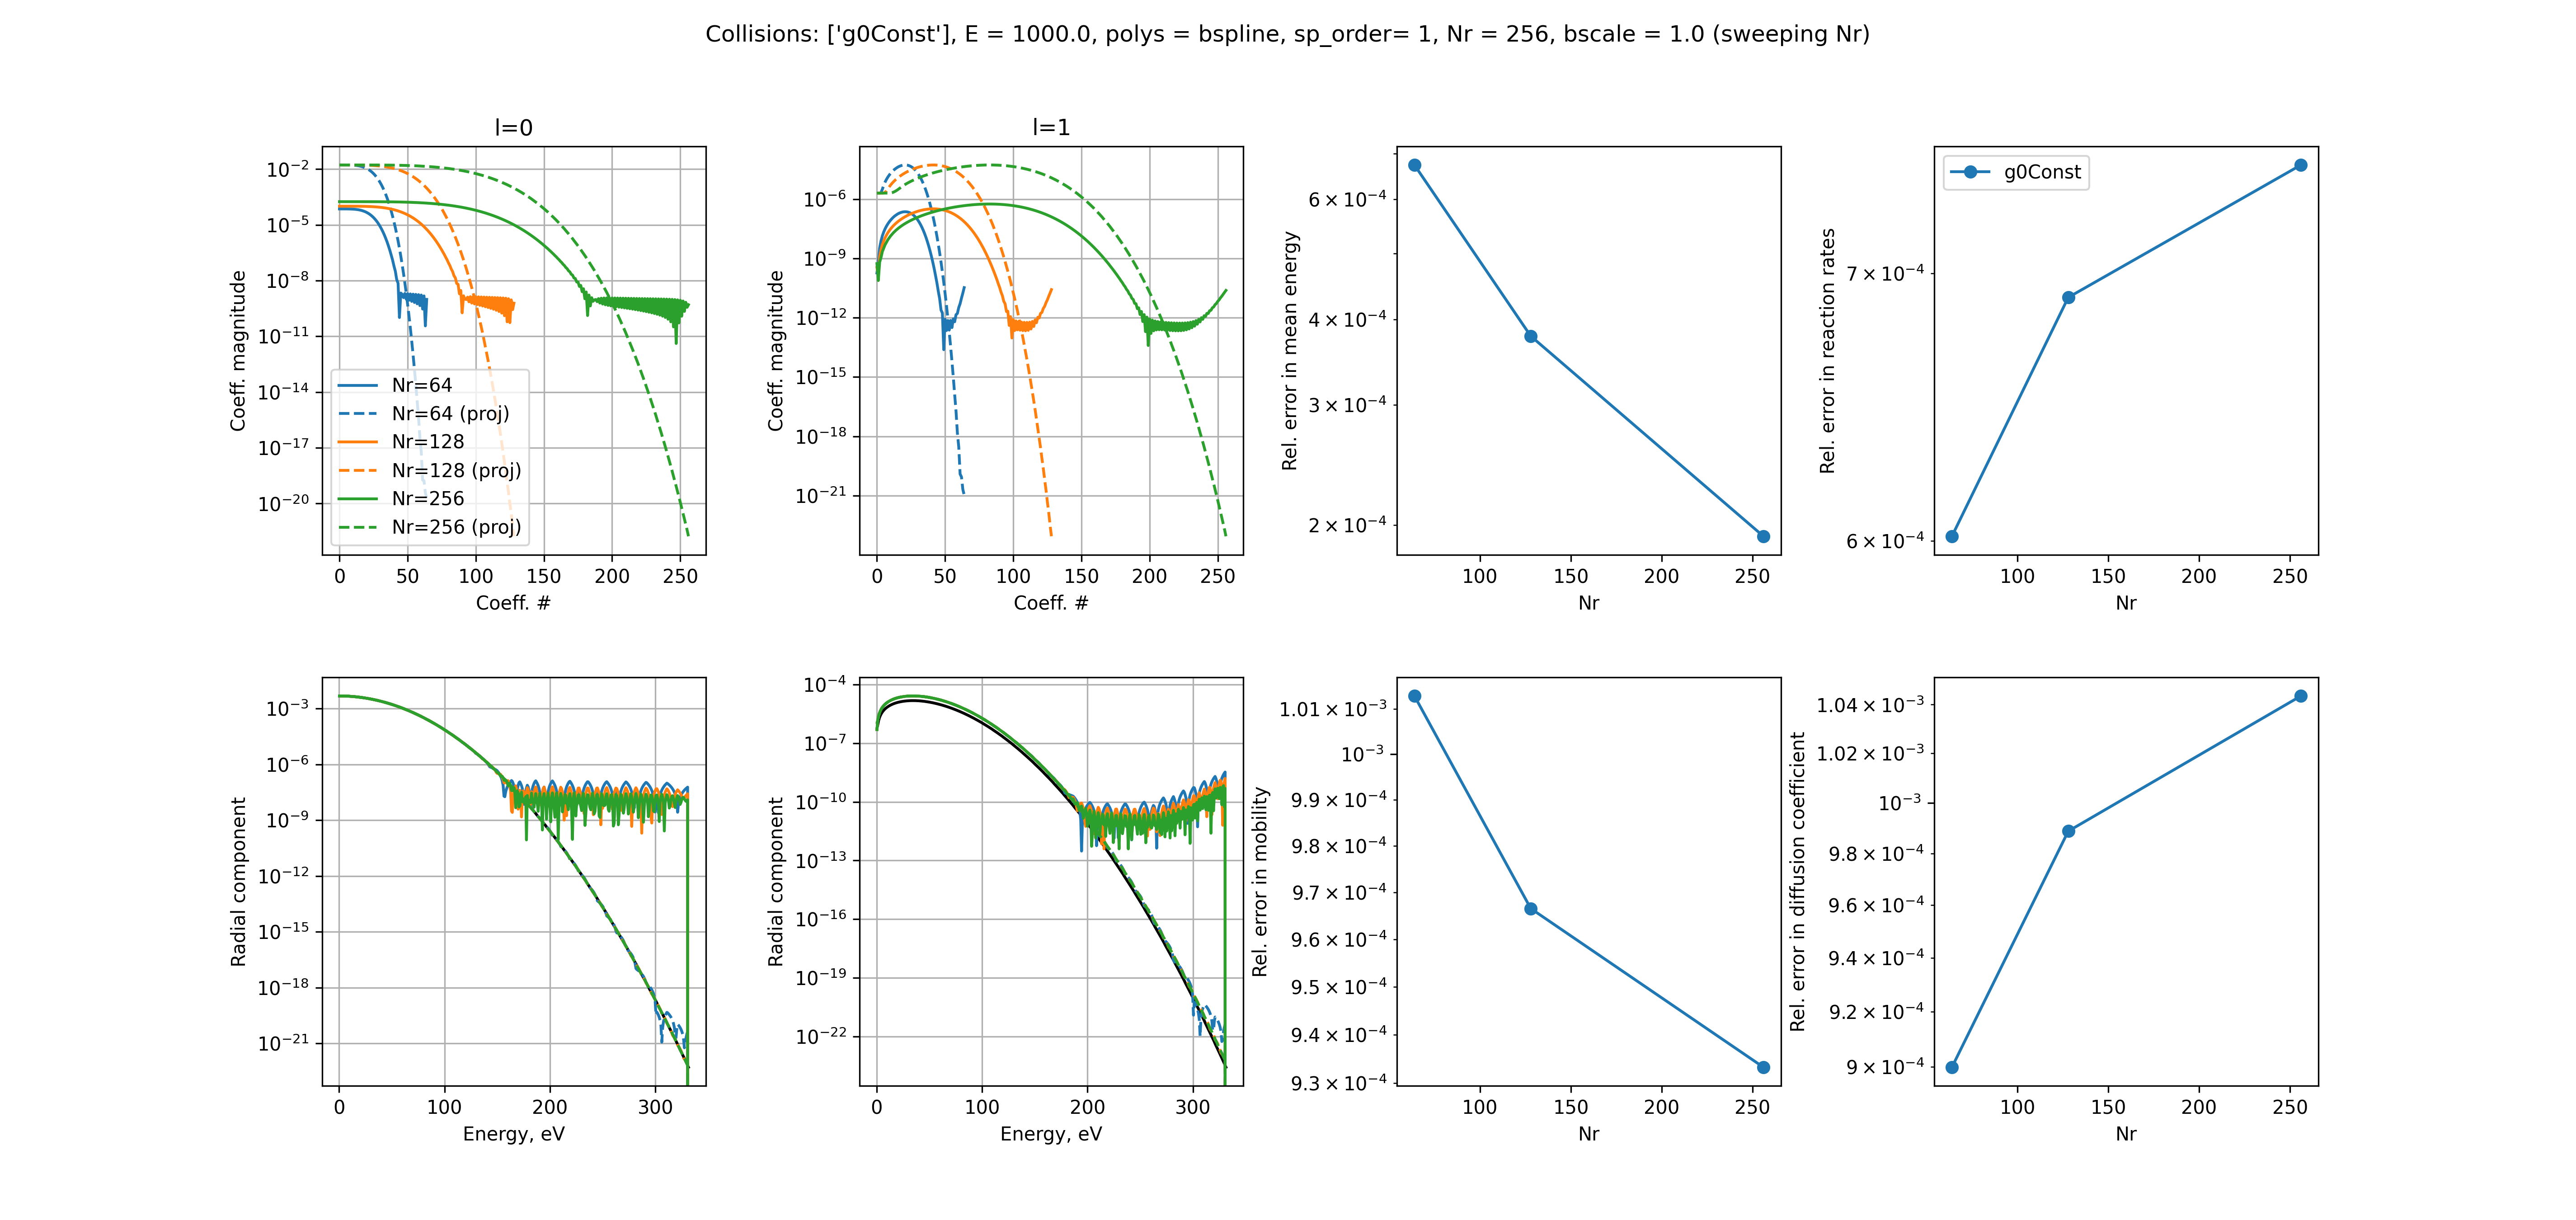 Collisions: ['g0Const'], E = 1000.0, polys = bspline, sp_order= 1, Nr = 256, bscale = 1.0 (sweeping Nr)
l=0
Coeff. magnitude
10⁻²
10⁻⁵
10⁻⁸
10⁻¹¹
10⁻¹⁴
10⁻¹⁷
10⁻²⁰
Nr=64
Nr=64 (proj)
Nr=128
Nr=128 (proj)
Nr=256
Nr=256 (proj)
0 50 100 150 200 250
Coeff. #
l=1
Coeff. magnitude
10⁻⁶
10⁻⁹
10⁻¹²
10⁻¹⁵
10⁻¹⁸
10⁻²¹
0 50 100 150 200 250
Coeff. #
Rel. error in mean energy
6 × 10⁻⁴
4 × 10⁻⁴
3 × 10⁻⁴
2 × 10⁻⁴
100 150 200 250
Nr
Rel. error in reaction rates
g0Const
7 × 10⁻⁴
6 × 10⁻⁴
100 150 200 250
Nr
Radial component
10⁻³
10⁻⁶
10⁻⁹
10⁻¹²
10⁻¹⁵
10⁻¹⁸
10⁻²¹
0 100 200 300
Energy, eV
Radial component
10⁻⁴
10⁻⁷
10⁻¹⁰
10⁻¹³
10⁻¹⁶
10⁻¹⁹
10⁻²²
0 100 200 300
Energy, eV
Rel. error in mobility
1.01 × 10⁻³
10⁻³
9.9 × 10⁻⁴
9.8 × 10⁻⁴
9.7 × 10⁻⁴
9.6 × 10⁻⁴
9.5 × 10⁻⁴
9.4 × 10⁻⁴
9.3 × 10⁻⁴
100 150 200 250
Nr
Rel. error in diffusion coefficient
1.04 × 10⁻³
1.02 × 10⁻³
10⁻³
9.8 × 10⁻⁴
9.6 × 10⁻⁴
9.4 × 10⁻⁴
9.2 × 10⁻⁴
9 × 10⁻⁴
100 150 200 250
Nr